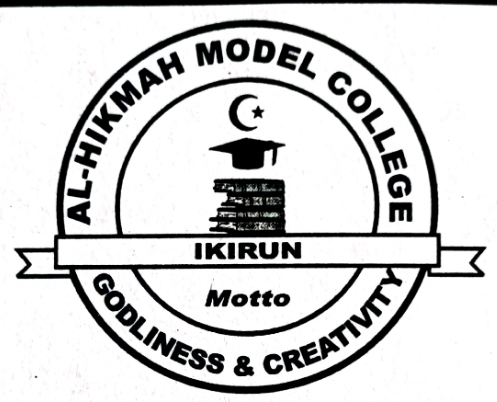 AL-HIKMAH MODEL COLLEGE
IKIRUN
Motto
GODLINESS & CREATIVITY